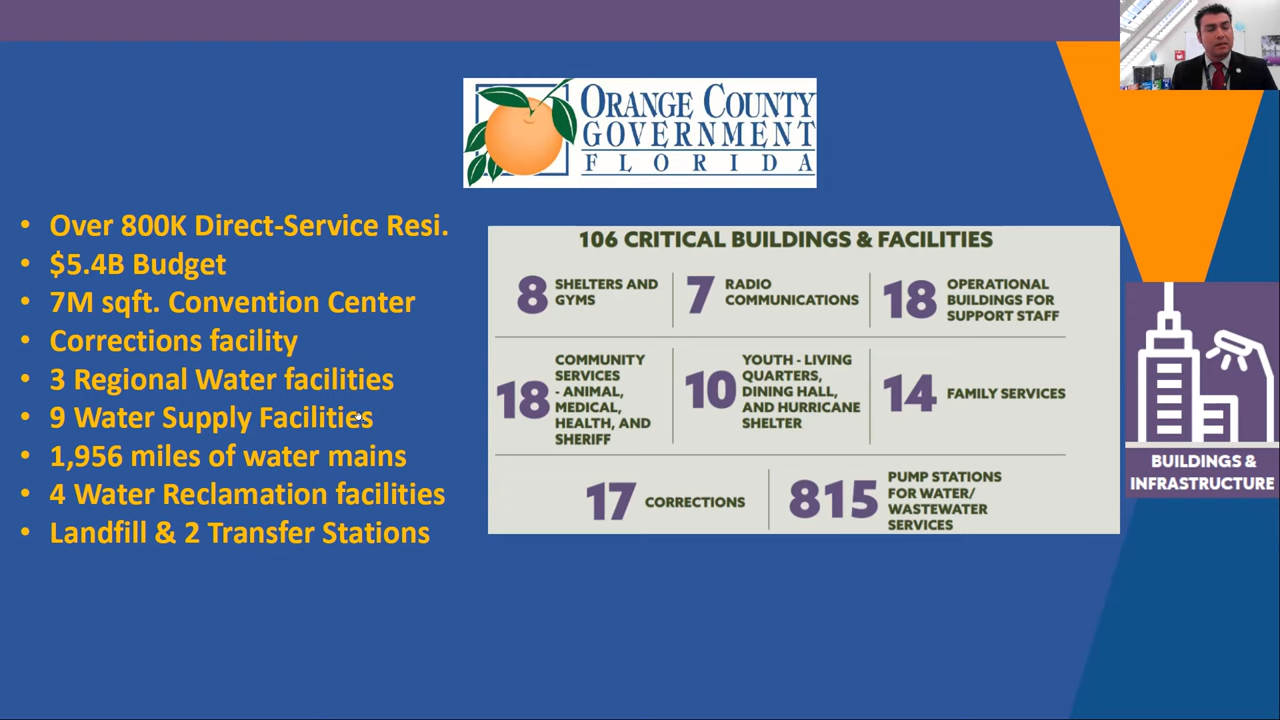 ORANGE COUNTY
GOVERNMENT
FLORIDA
• Over 800K Direct-Service Resi.
• $5.4B Budget
• 7M sqft. Convention Center
• Corrections facility
• 3 Regional Water facilities
• 9 Water Supply Facilities
• 1,956 miles of water mains
• 4 Water Reclamation facilities
• Landfill & 2 Transfer Stations
106 CRITICAL BUILDINGS & FACILITIES
8 SHELTERS AND
GYMS
7 RADIO
COMMUNICATIONS
18 OPERATIONAL
BUILDINGS FOR
SUPPORT STAFF
18 COMMUNITY
SERVICES
- ANIMAL,
MEDICAL,
HEALTH, AND
SHERIFF
10 YOUTH - LIVING
QUARTERS,
DINING HALL,
AND HURRICANE
SHELTER
14 FAMILY SERVICES
17 CORRECTIONS
815 PUMP STATIONS
FOR WATER/
WASTEWATER
SERVICES
BUILDINGS &
INFRASTRUCTURE